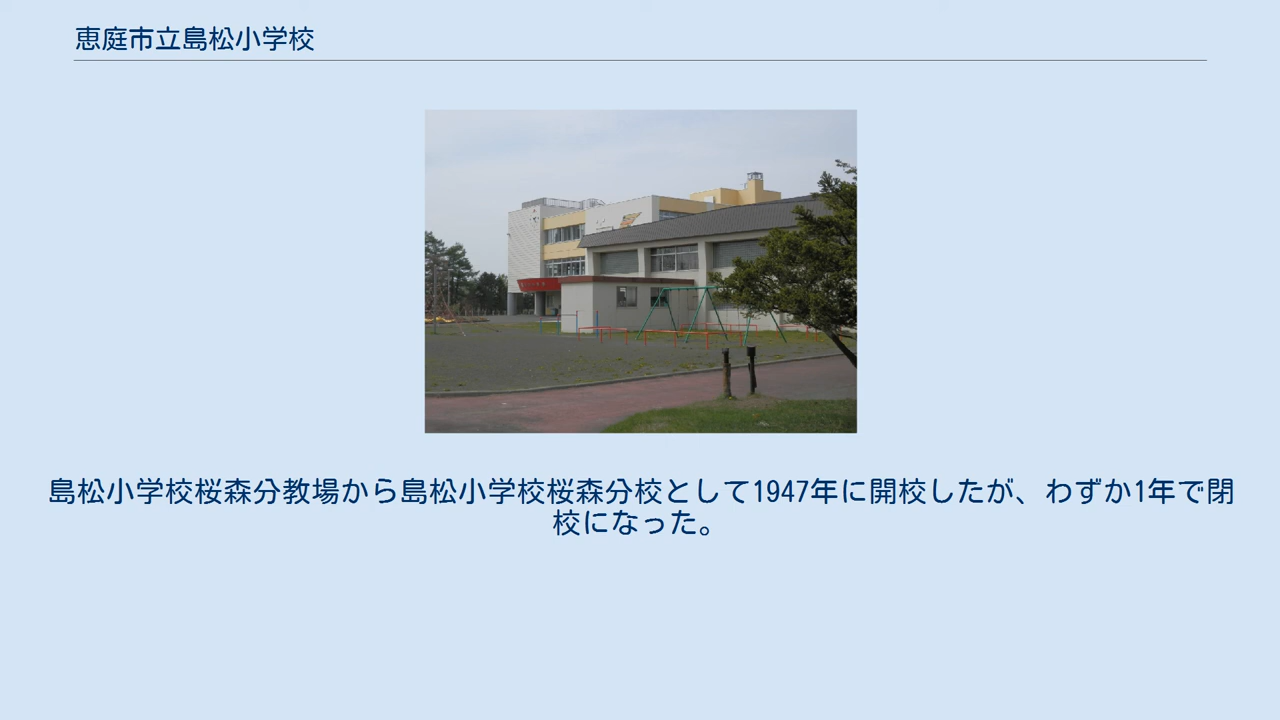 恵庭市立島松小学校
島松小学校桜森分教場から島松小学校桜森分校として1947年に開校したが、わずか1年で閉
校になった。